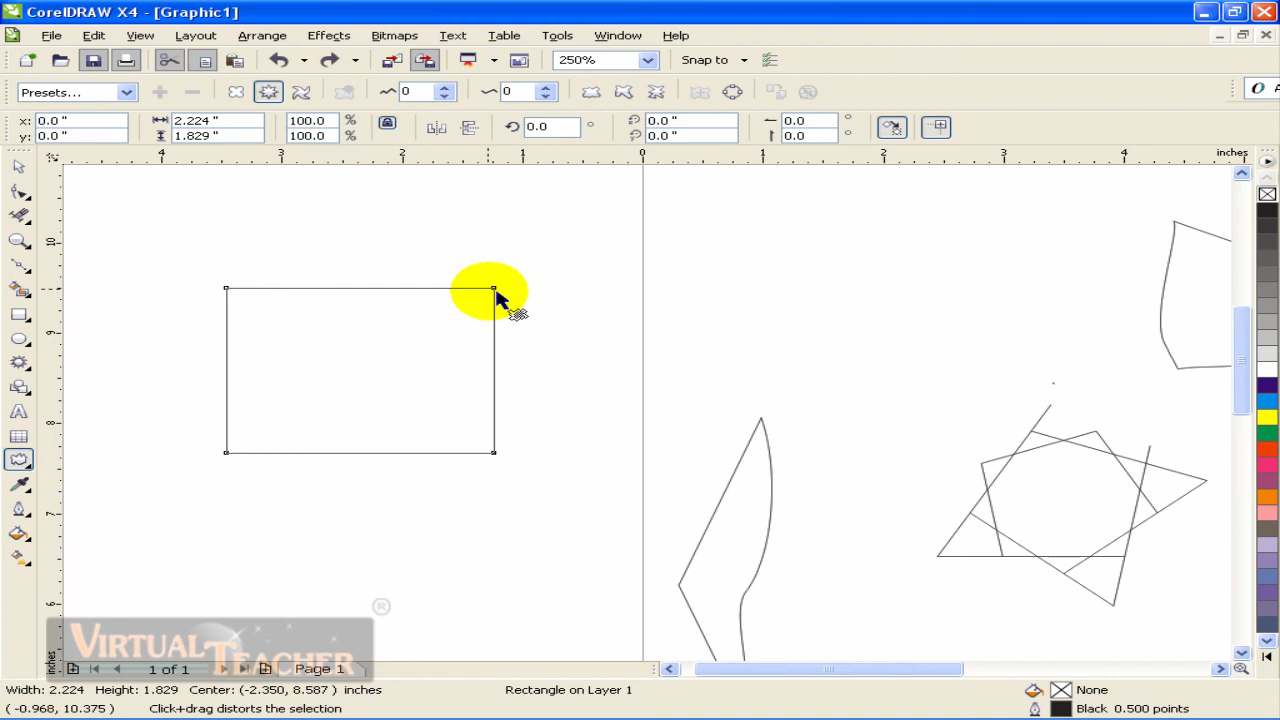 CorelDRAW X4 - [Graphic1]
File Edit View Layout Arrange Effects Bitmaps Text Table Tools Window Help
250% Snap to
Presets... 0 0 O A
x: 0.0 " 2.224 " 100.0 % 0.0 ° 0.0 " 0.0 °
y: 0.0 " 1.829 " 100.0 % 0.0 " 0.0 °
4 3 2 1 0 1 2 3 4 inches
10
9
8
7
6
inches
VIRTUAL TEACHER ®
1 of 1 Page 1
Width: 2.224 Height: 1.829 Center: (-2.350, 8.587) inches Rectangle on Layer 1 None
( -0.968, 10.375 ) Click+drag distorts the selection Black 0.500 points